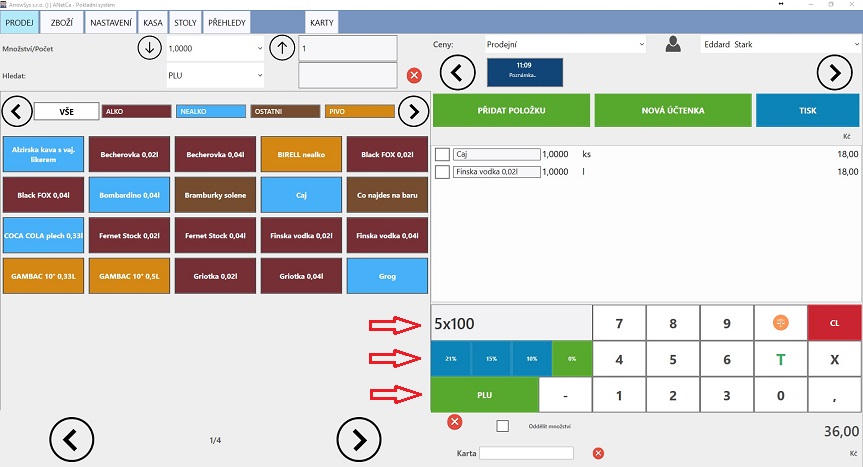 ArrowSys s.r.o. () | ANetCa - Pokladní systém
PRODEJ ZBOŽÍ NASTAVENÍ KASA STOLY PŘEHLEDY KARTY
Množství/Počet 1,0000 1
Hledat: PLU
Ceny: Prodejní Eddard Stark
11:09
Poznámka..
VŠE ALKO NEALKO OSTATNI PIVO
PŘIDAT POLOŽKU NOVÁ ÚČTENKA TISK
Kč
Alzirska kava s vaj. likerem
Becherovka 0,02l
Becherovka 0,04l
BIRELL nealko
Black FOX 0,02l
Black FOX 0,04l
Bombardino 0,04l
Bramburky solene
Caj
Co najdes na baru
COCA COLA plech 0,33l
Fernet Stock 0,02l
Fernet Stock 0,04l
Finska vodka 0,02l
Finska vodka 0,04l
GAMBAC 10° 0,33L
GAMBAC 10° 0,5L
Griotka 0,02l
Griotka 0,04l
Grog
1/4
Caj 1,0000 ks 18,00
Finska vodka 0,02l 1,0000 l 18,00
5x100 7 8 9 CL
21% 15% 10% 0% 4 5 6 T X
PLU - 1 2 3 0 ,
Oddělit množství
36,00
Karta Kč